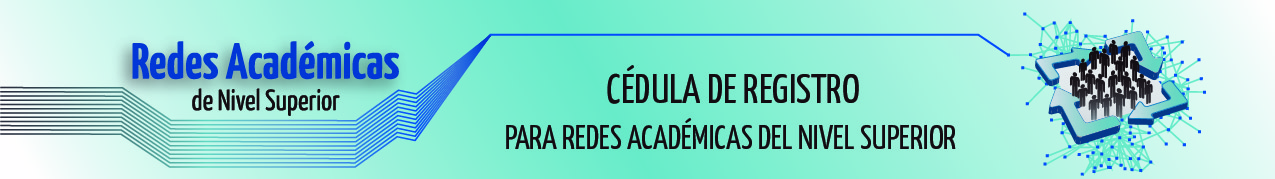 Redes Académicas
de Nivel Superior
CÉDULA DE REGISTRO
PARA REDES ACADÉMICAS DEL NIVEL SUPERIOR